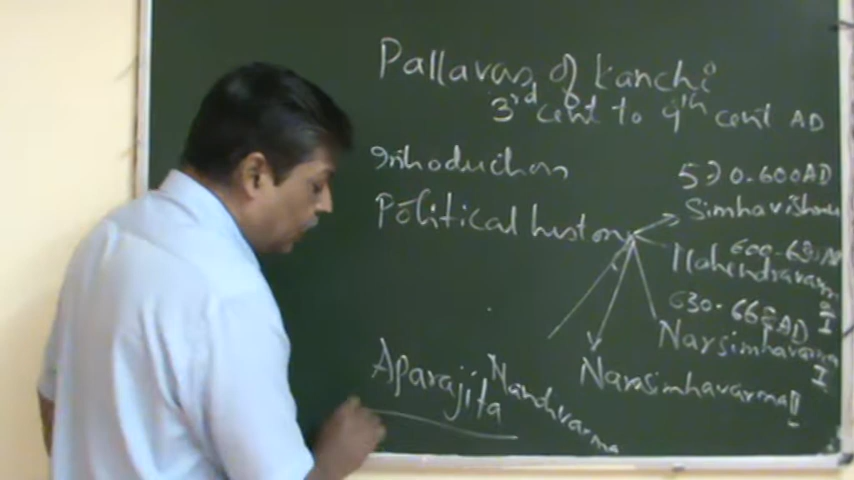 Pallavas of Kanchi
3rd cent to 9th cent AD
Introduction
570-600AD
Political history
Simhavishnu
600-630AD
Mahendravarma I
630-668AD
Narsimhavarma I
Narasimhavarma II
Nandivarma
Aparajita